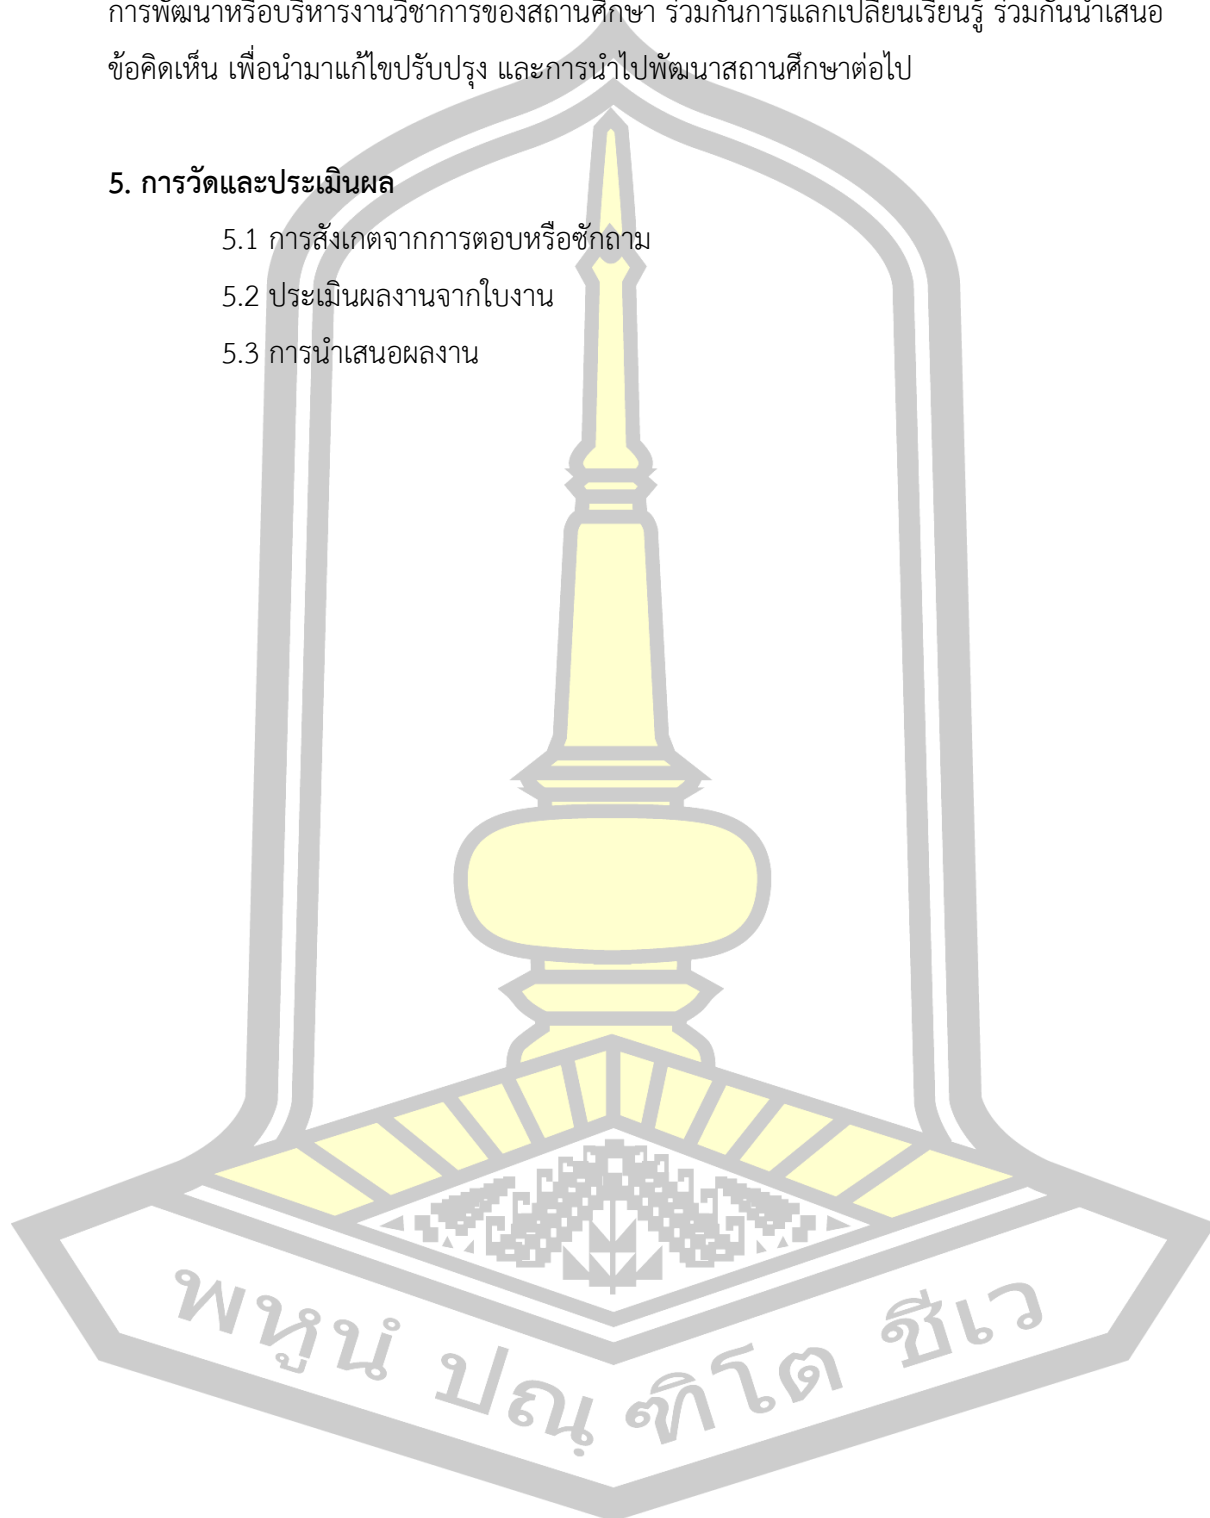 การพัฒนาหรือบริหารงานวิชาการของสถานศึกษา ร่วมกันการแลกเปลี่ยนเรียนรู้ ร่วมกันนำเสนอ
ข้อคิดเห็น เพื่อนำมาแก้ไขปรับปรุง และการนำไปพัฒนาสถานศึกษาต่อไป
5. การวัดและประเมินผล
5.1 การสังเกตจากการตอบหรือซักถาม
5.2 ประเมินผลงานจากใบงาน
5.3 การนำเสนอผลงาน
พหูนํ ปณฺฑิโต ชีเว